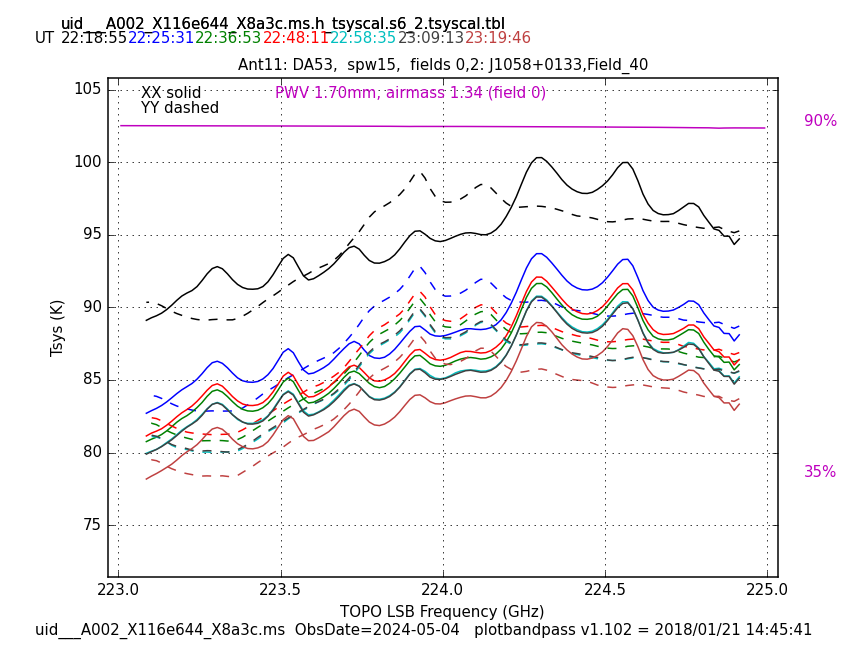 uid___A002_X116e644_X8a3c.ms.h_tsyscal.s6_2.tsyscal.tbl
UT 22:18:55 22:25:31 22:36:53 22:48:11 22:58:35 23:09:13 23:19:46
Ant11: DA53, spw15, fields 0,2: J1058+0133,Field_40
XX solid
YY dashed
PWV 1.70mm, airmass 1.34 (field 0)
90%
35%
105
100
95
90
85
80
75
Tsys (K)
223.0 223.5 224.0 224.5 225.0
TOPO LSB Frequency (GHz)
uid___A002_X116e644_X8a3c.ms ObsDate=2024-05-04 plotbandpass v1.102 = 2018/01/21 14:45:41